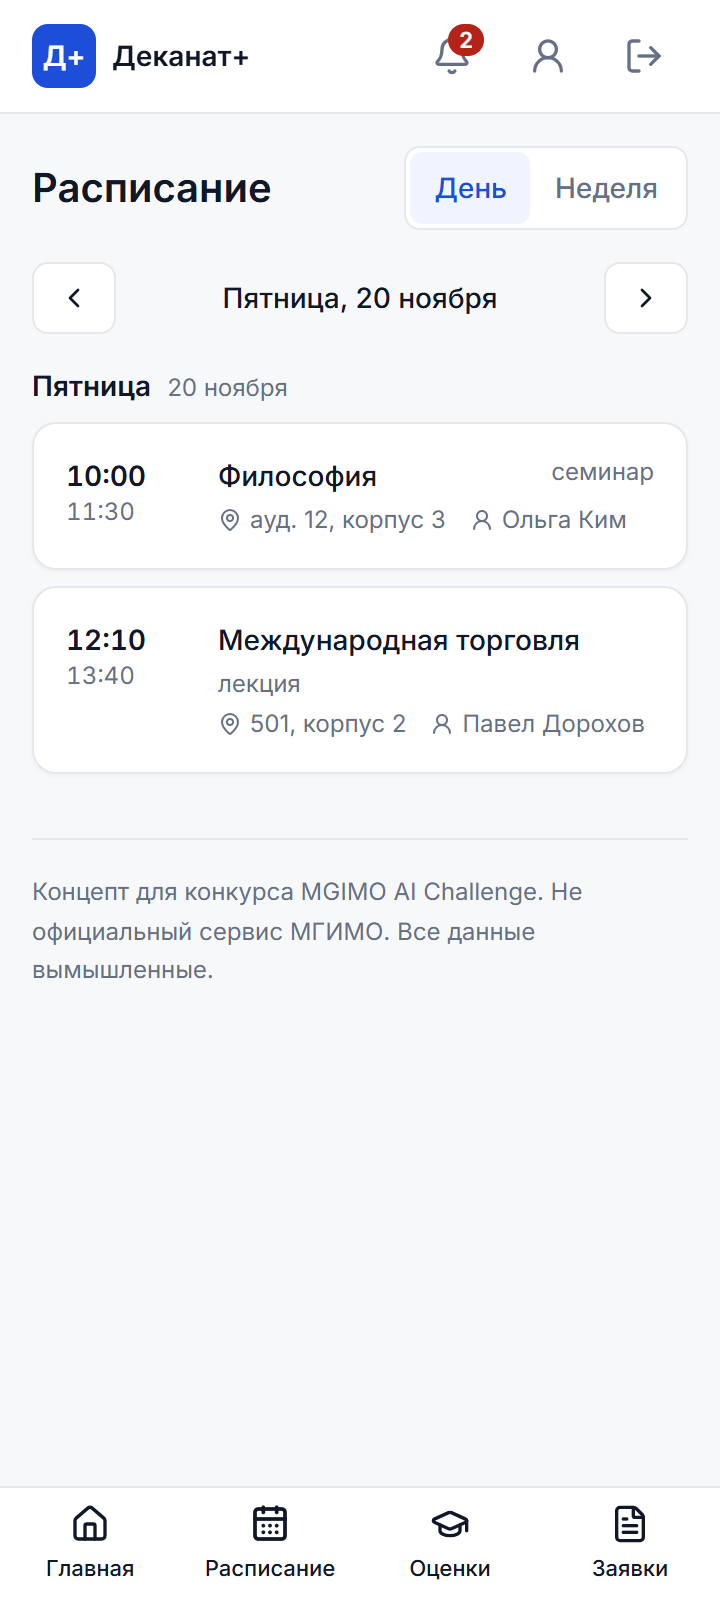 Д+ Деканат+ 2
Расписание День Неделя
Пятница, 20 ноября
Пятница 20 ноября
10:00 Философия семинар
11:30 ауд. 12, корпус 3 Ольга Ким
12:10 Международная торговля
13:40 лекция
501, корпус 2 Павел Дорохов
Концепт для конкурса MGIMO AI Challenge. Не
официальный сервис МГИМО. Все данные
вымышленные.
Главная Расписание Оценки Заявки